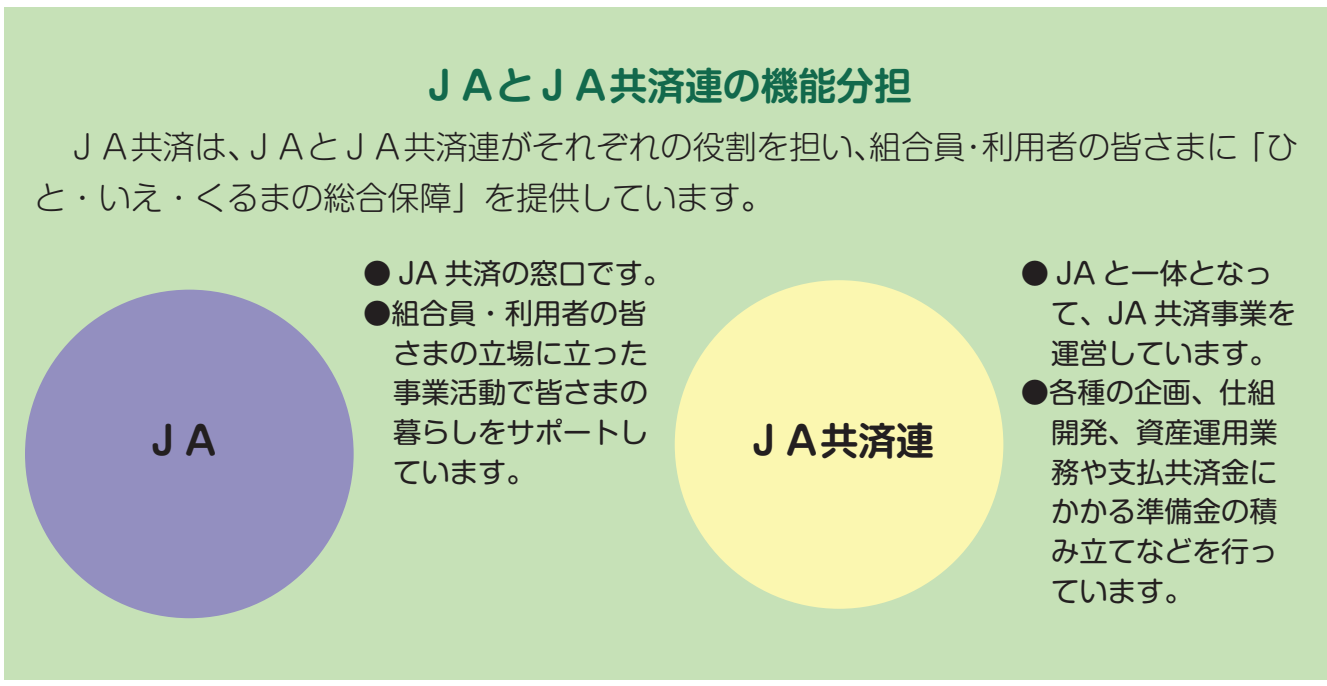 ＪＡとＪＡ共済連の機能分担
　ＪＡ共済は、ＪＡとＪＡ共済連がそれぞれの役割を担い、組合員・利用者の皆さまに「ひ
と・いえ・くるまの総合保障」を提供しています。
ＪＡ
● JA 共済の窓口です。
●組合員・利用者の皆
さまの立場に立った
事業活動で皆さまの
暮らしをサポートし
ています。
ＪＡ共済連
● JA と一体となっ
て、JA 共済事業を
運営しています。
●各種の企画、仕組
開発、資産運用業
務や支払共済金に
かかる準備金の積
み立てなどを行っ
ています。